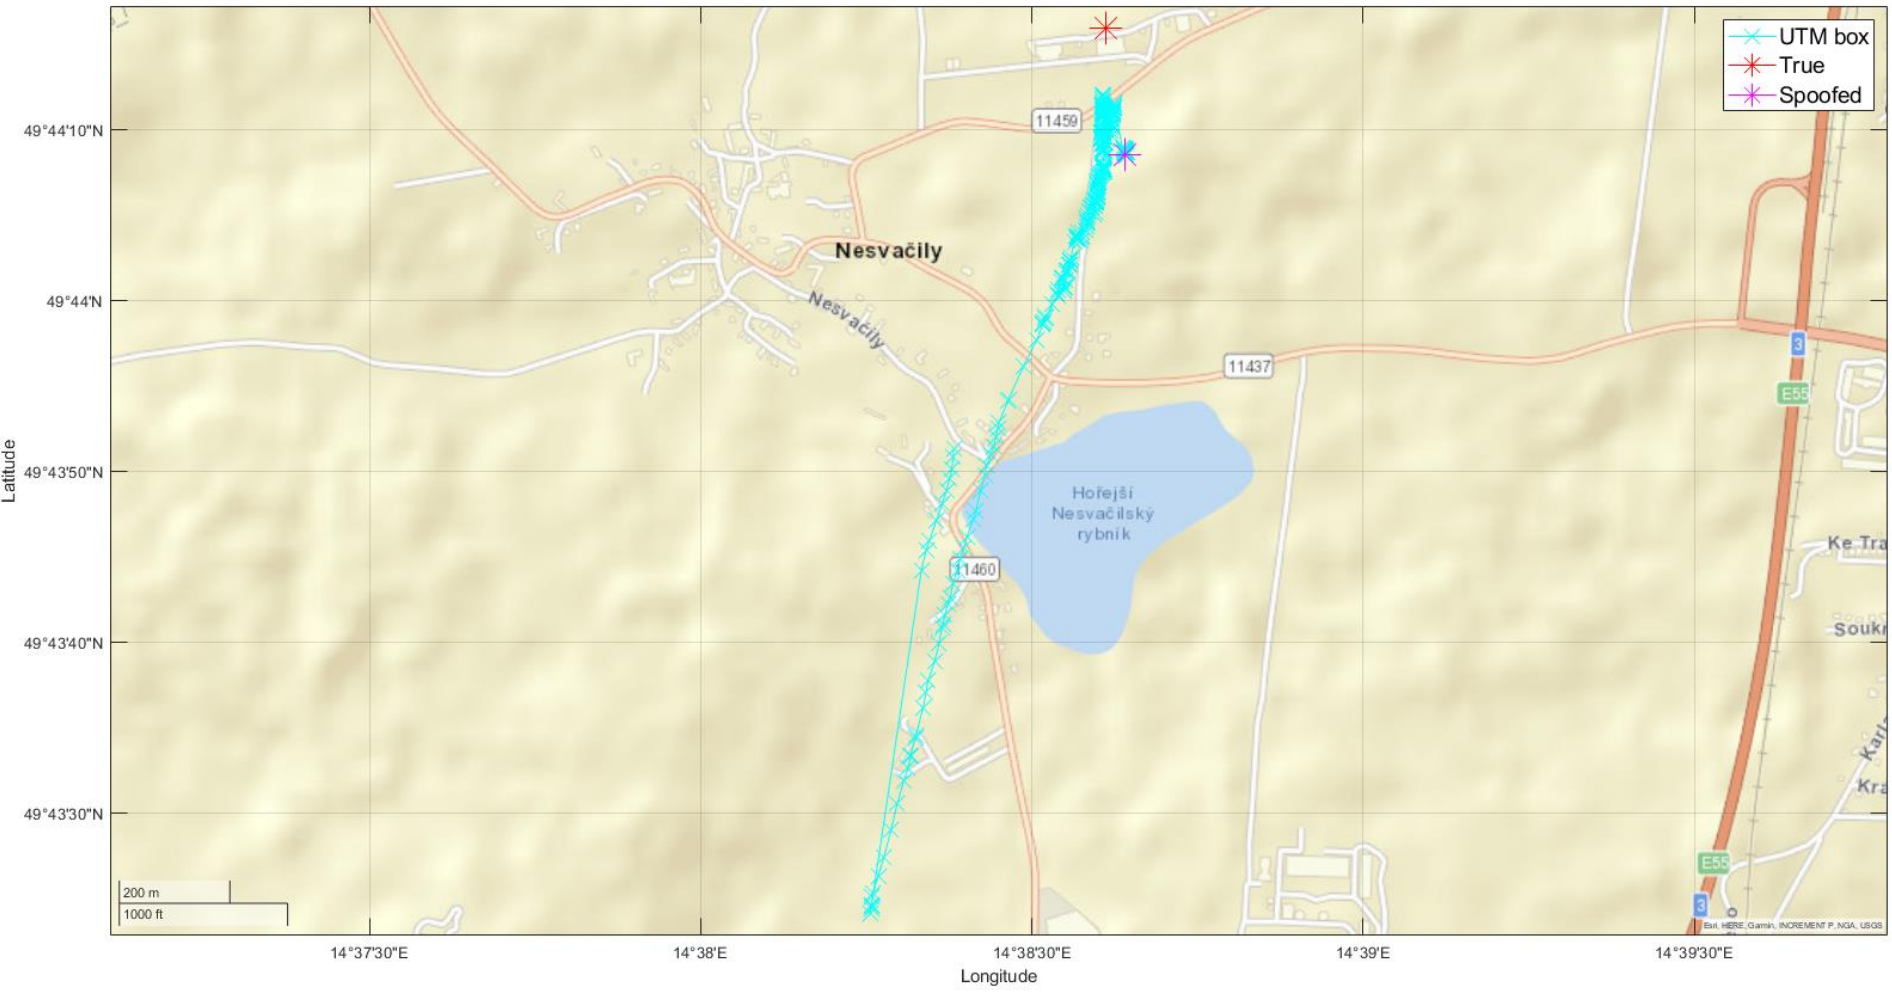 UTM box
True
Spoofed
49°44'10"N
49°44'N
49°43'50"N
49°43'40"N
49°43'30"N
Latitude
11459
Nesvačily
Nesvačily
11437
3
E55
Hořejší
Nesvačilský
rybník
11460
Ke Tra
E55
3
200 m
1000 ft
Esri, HERE, Garmin, INCREMENT P, NGA, USGS
14°37'30"E
14°38'E
14°38'30"E
14°39'E
14°39'30"E
Longitude